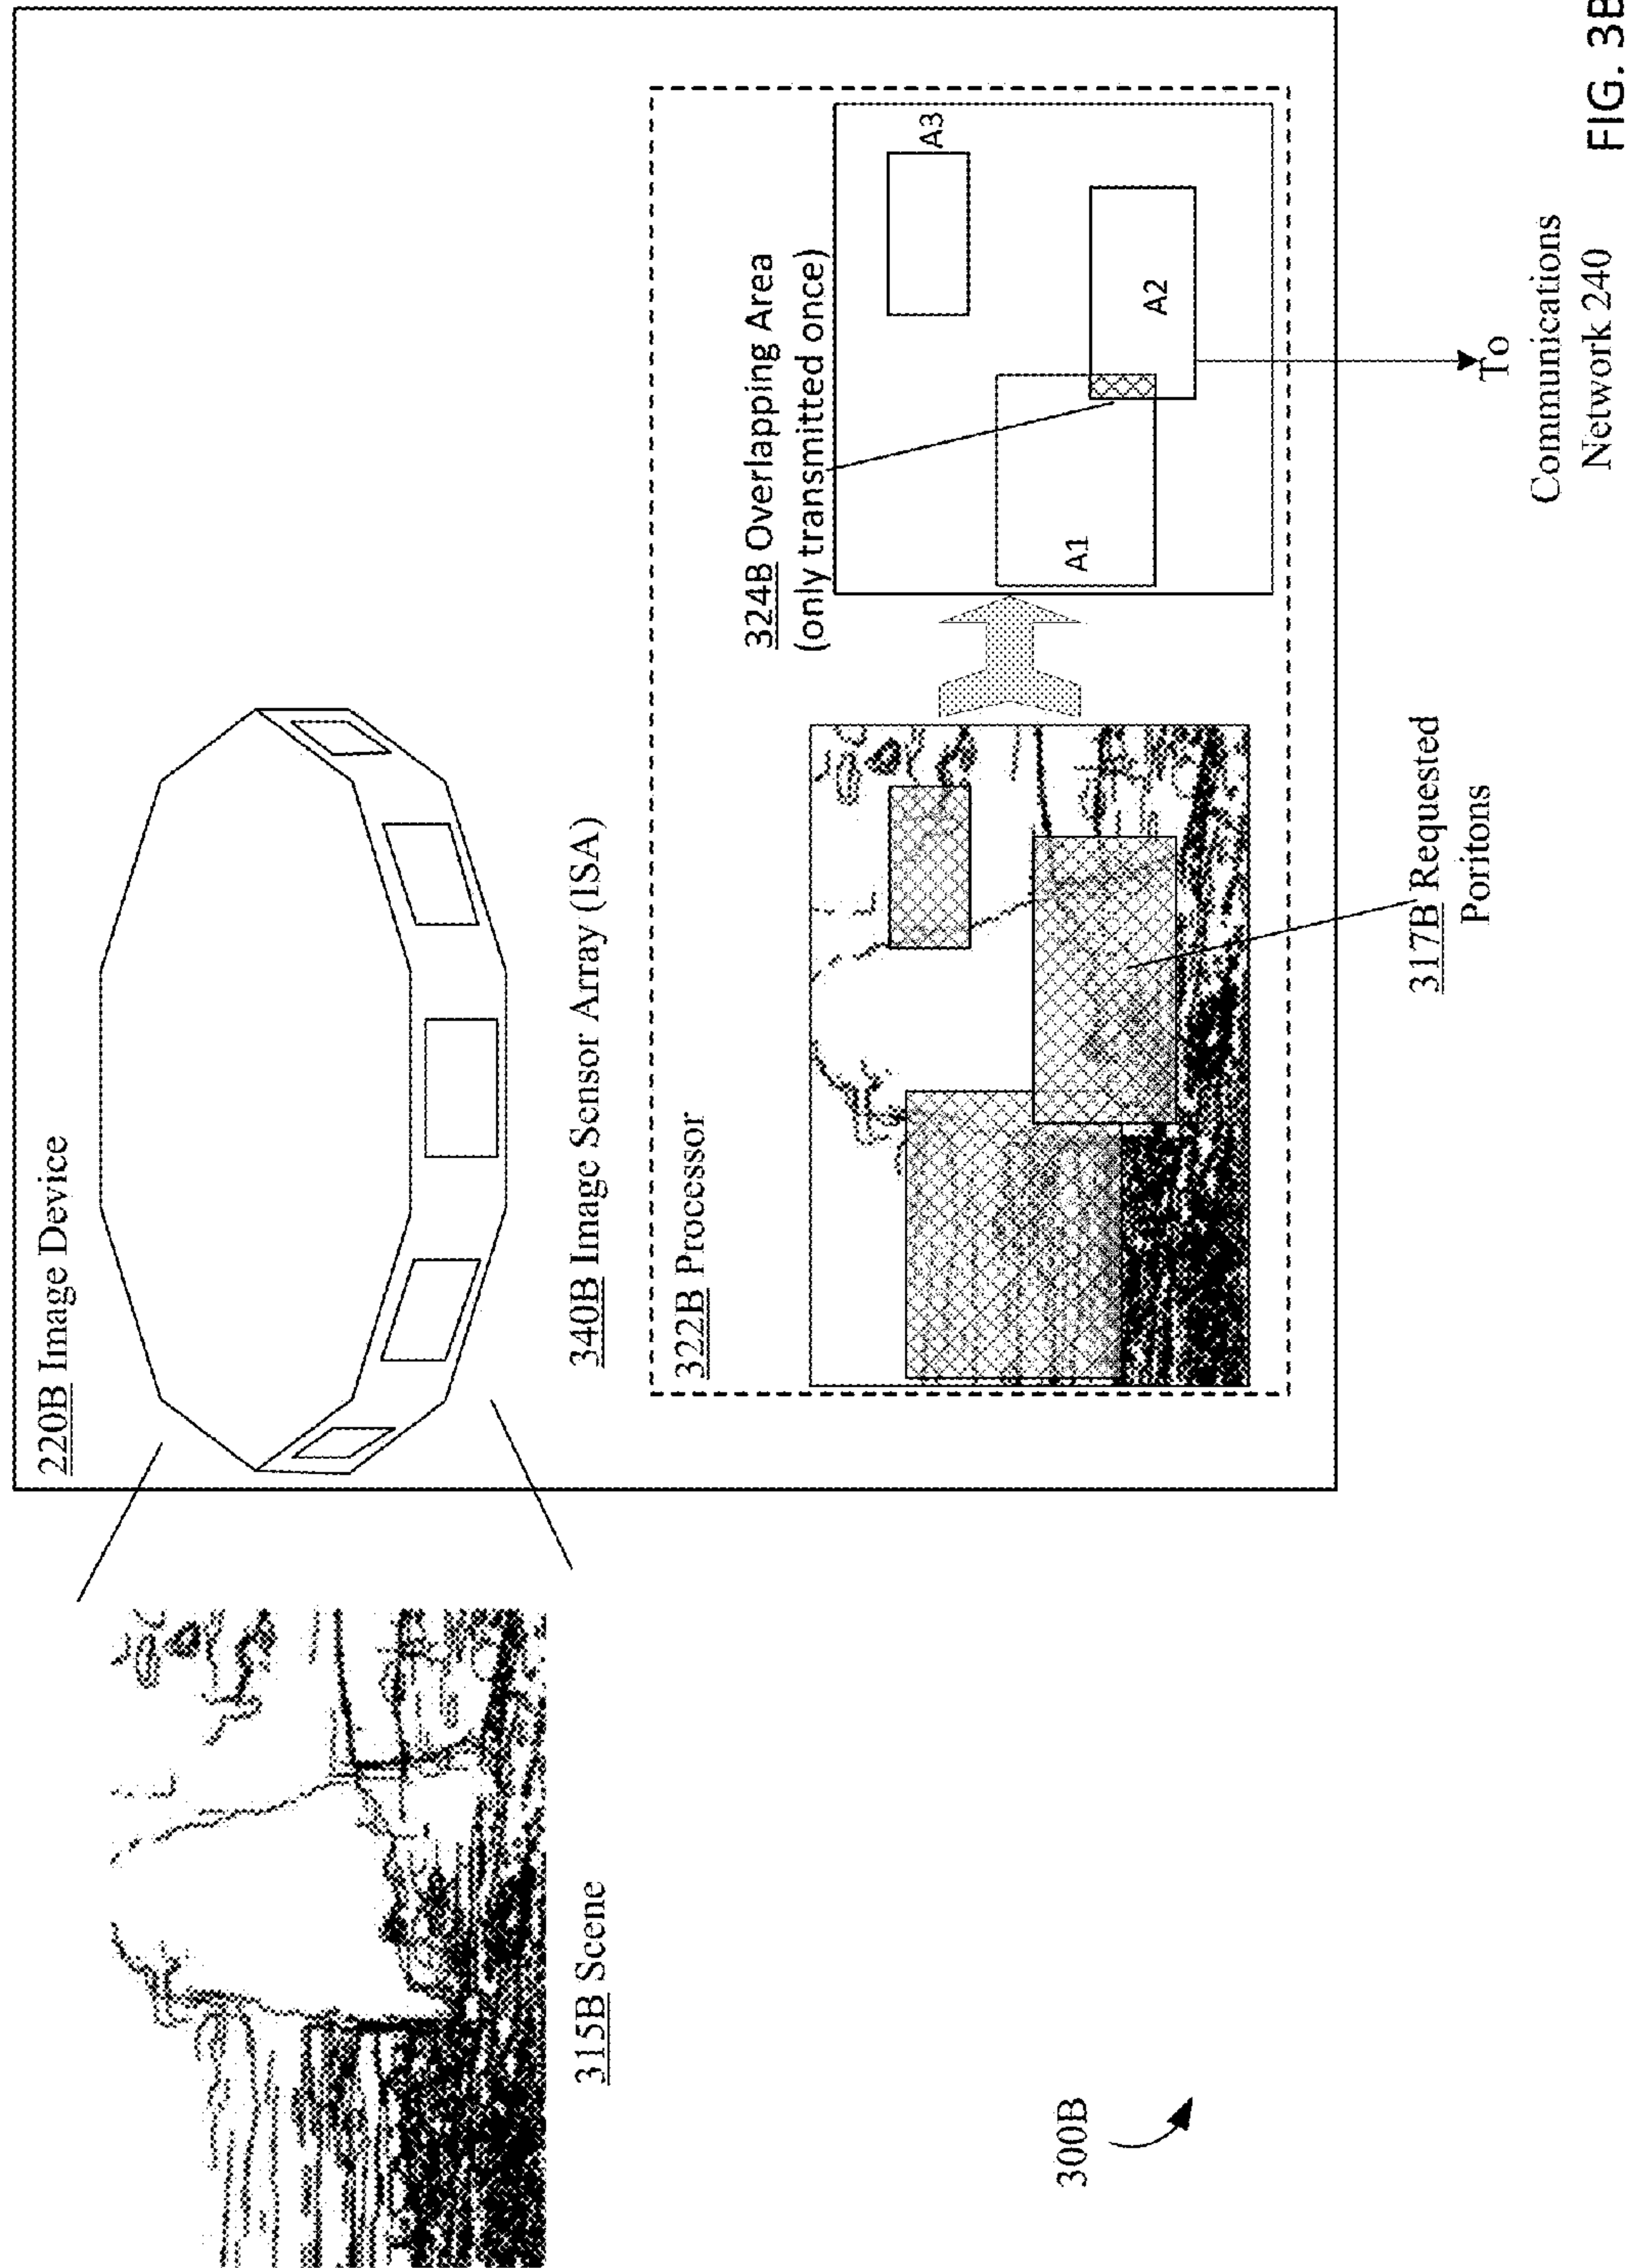 220B Image Device
340B Image Sensor Array (ISA)
315B Scene
322B Processor
324B Overlapping Area
(only transmitted once)
A1
A2
A3
317B Requested
Poritons
To
Communications
Network 240
300B
FIG. 3B